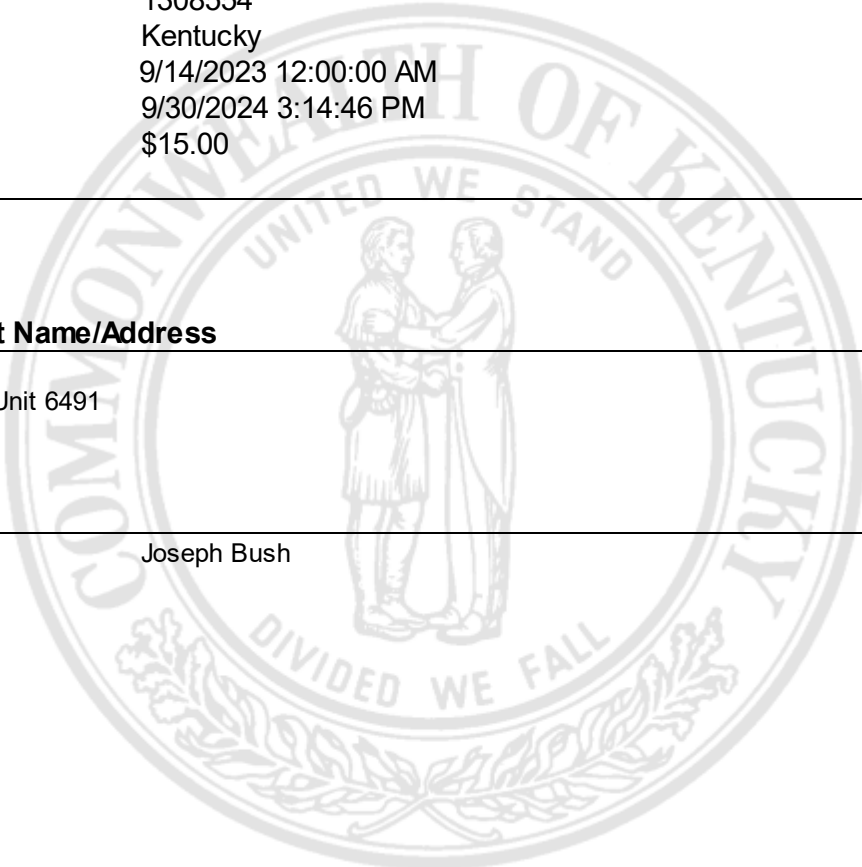 1308554
Kentucky
9/14/2023 12:00:00 AM
9/30/2024 3:14:46 PM
$15.00
COMMONWEALTH OF KENTUCKY
UNITED WE STAND
Name/Address
Unit 6491
Joseph Bush
DIVIDED WE FALL